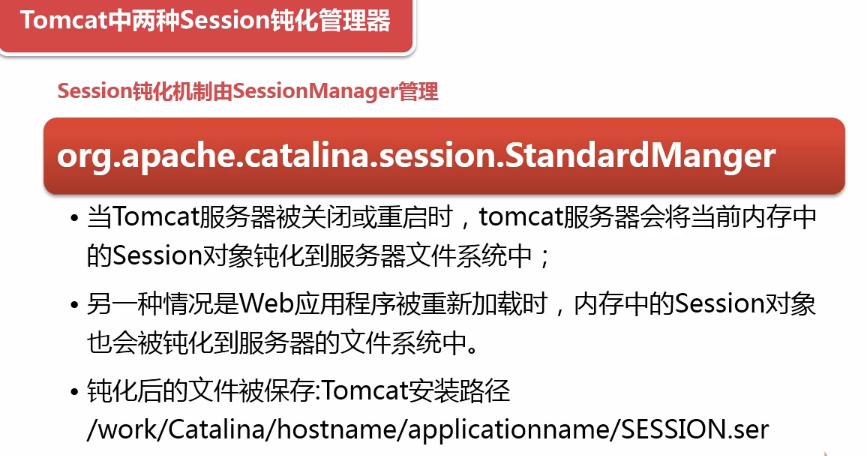 Tomcat中两种Session钝化管理器
Session钝化机制由SessionManager管理
org.apache.catalina.session.StandardManger
• 当Tomcat服务器被关闭或重启时，tomcat服务器会将当前内存中
的Session对象钝化到服务器文件系统中；
• 另一种情况是Web应用程序被重新加载时，内存中的Session对象
也会被钝化到服务器的文件系统中。
• 钝化后的文件被保存:Tomcat安装路径
/work/Catalina/hostname/applicationname/SESSION.ser